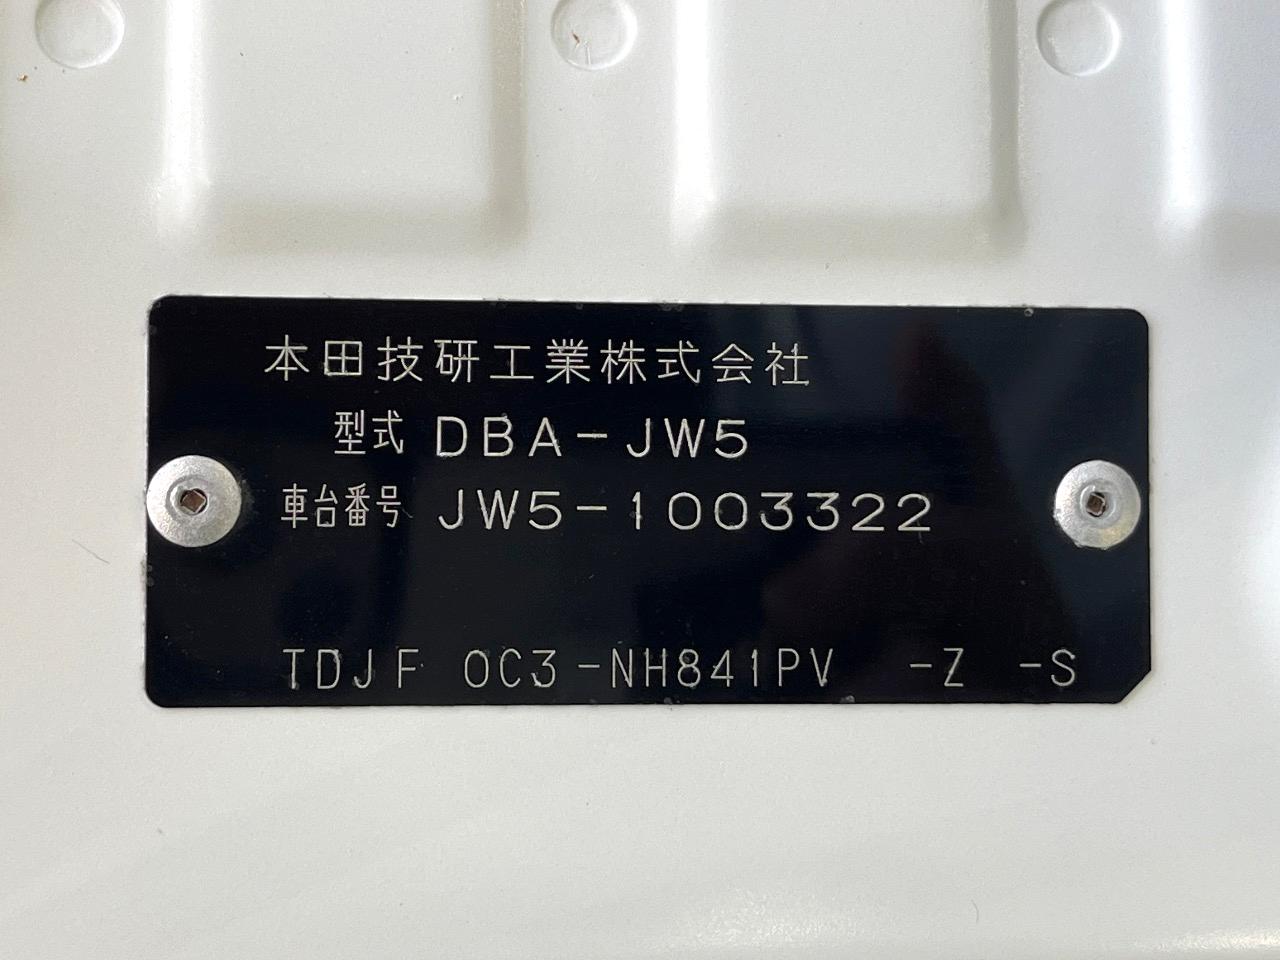 本田技研工業株式会社
型式 DBA-JW5
車台番号 JW5-1003322
TDJF 0C3-NH841PV -Z -S